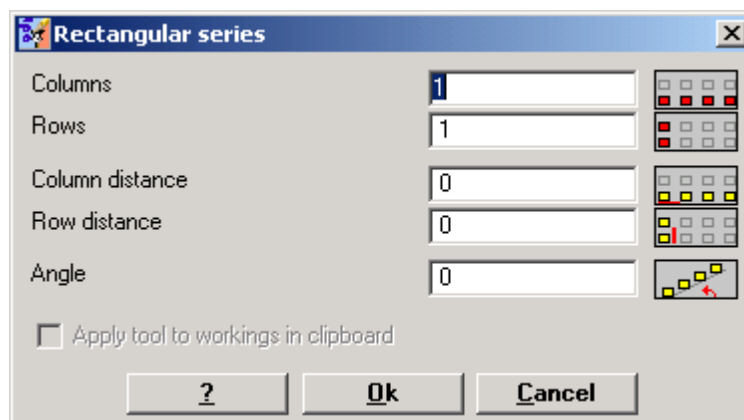 Rectangular series
Columns 1
Rows 1
Column distance 0
Row distance 0
Angle 0
Apply tool to workings in clipboard
? Ok Cancel